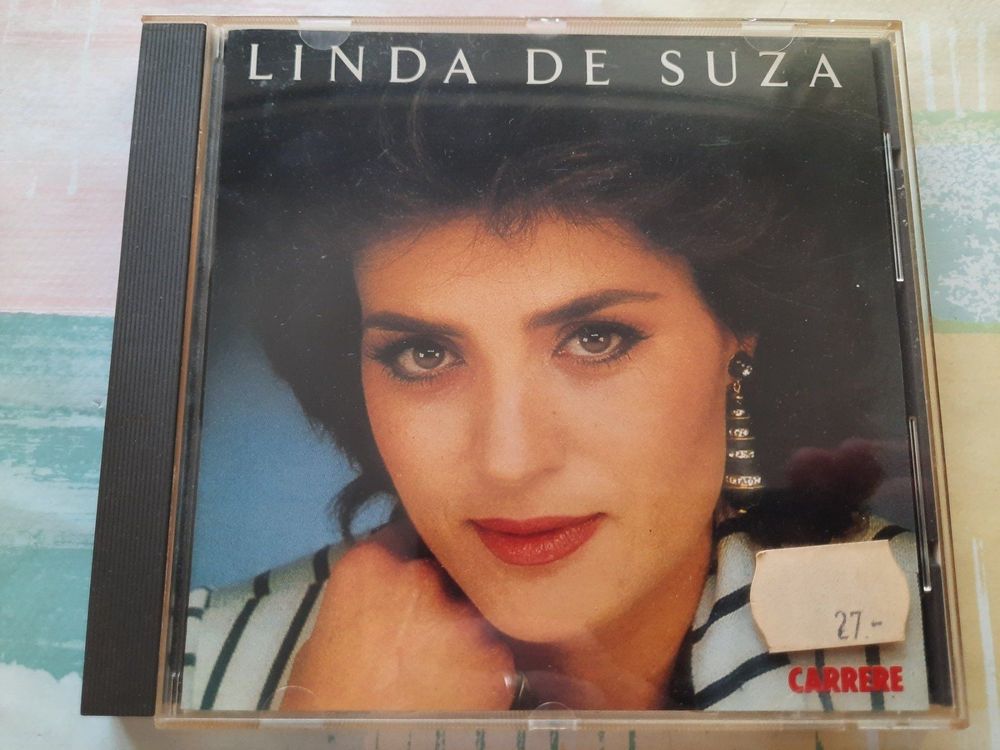 LINDA DE SUZA
27.-
CARRERE